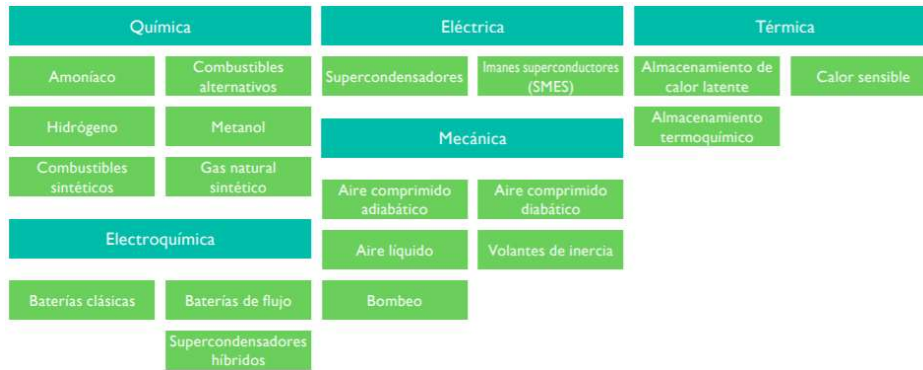 Química
Amoníaco
Combustibles
alternativos
Hidrógeno
Metanol
Combustibles
sintéticos
Gas natural
sintético
Electroquímica
Baterías clásicas
Baterías de flujo
Supercondensadores
híbridos
Eléctrica
Supercondensadores
Imanes superconductores
(SMES)
Mecánica
Aire comprimido
adiabático
Aire comprimido
diabático
Aire líquido
Volantes de inercia
Bombeo
Térmica
Almacenamiento de
calor latente
Calor sensible
Almacenamiento
termoquímico